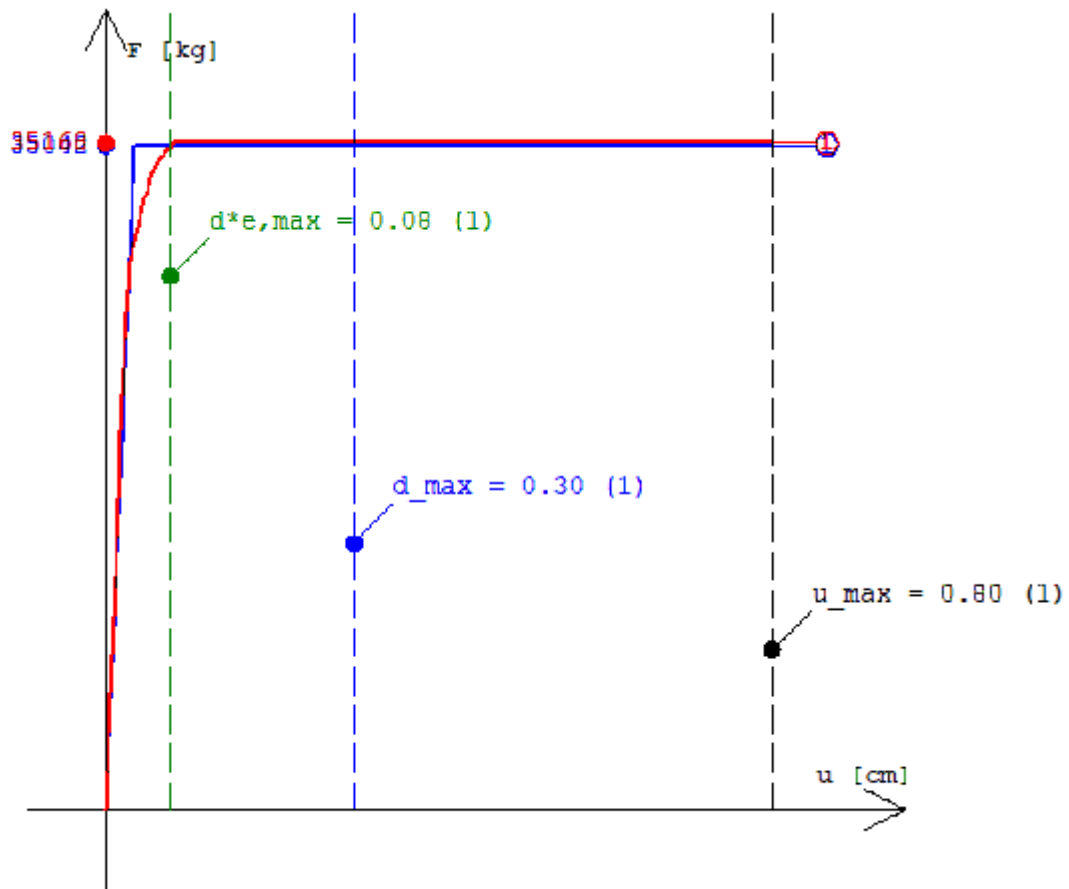 F [kg]
d*e,max = 0.08 (1)
d_max = 0.30 (1)
u_max = 0.80 (1)
u [cm]